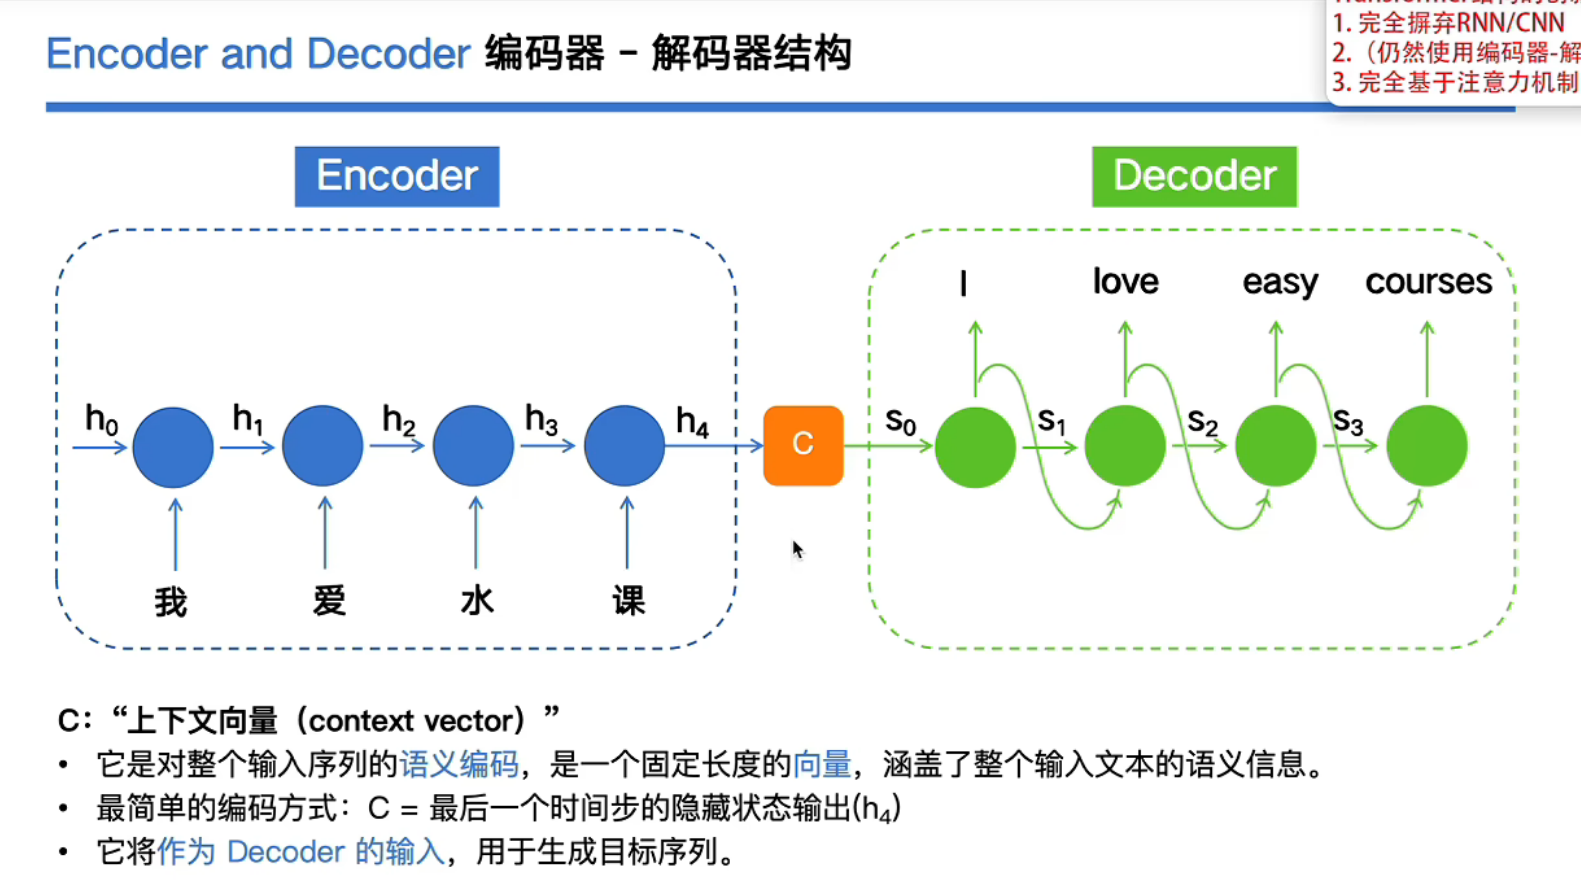 Encoder and Decoder 编码器 - 解码器结构
1. 完全摒弃RNN/CNN
2.（仍然使用编码器-解
3. 完全基于注意力机制
Encoder
Decoder
I love easy courses
h₀ h₁ h₂ h₃ h₄ C s₀ s₁ s₂ s₃
我 爱 水 课
C：“上下文向量（context vector）”
• 它是对整个输入序列的语义编码，是一个固定长度的向量，涵盖了整个输入文本的语义信息。
• 最简单的编码方式：C = 最后一个时间步的隐藏状态输出(h₄)
• 它将作为 Decoder 的输入，用于生成目标序列。